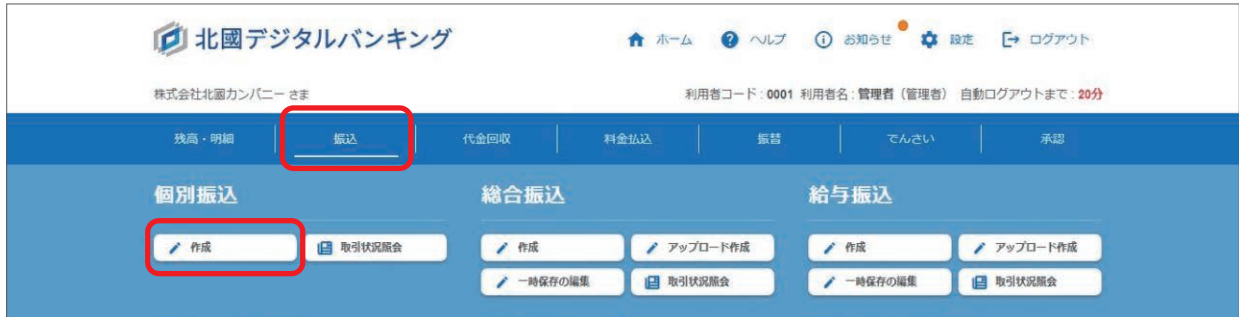 北國デジタルバンキング
ホーム ヘルプ お知らせ 設定 ログアウト
株式会社北國カンパニー さま
利用者コード : 0001 利用者名 : 管理者（管理者） 自動ログアウトまで : 20分
残高・明細 振込 代金回収 料金払込 振替 でんさい 承認
個別振込 総合振込 給与振込
作成 取引状況照会 作成 アップロード作成 作成 アップロード作成
一時保存の編集 取引状況照会 一時保存の編集 取引状況照会